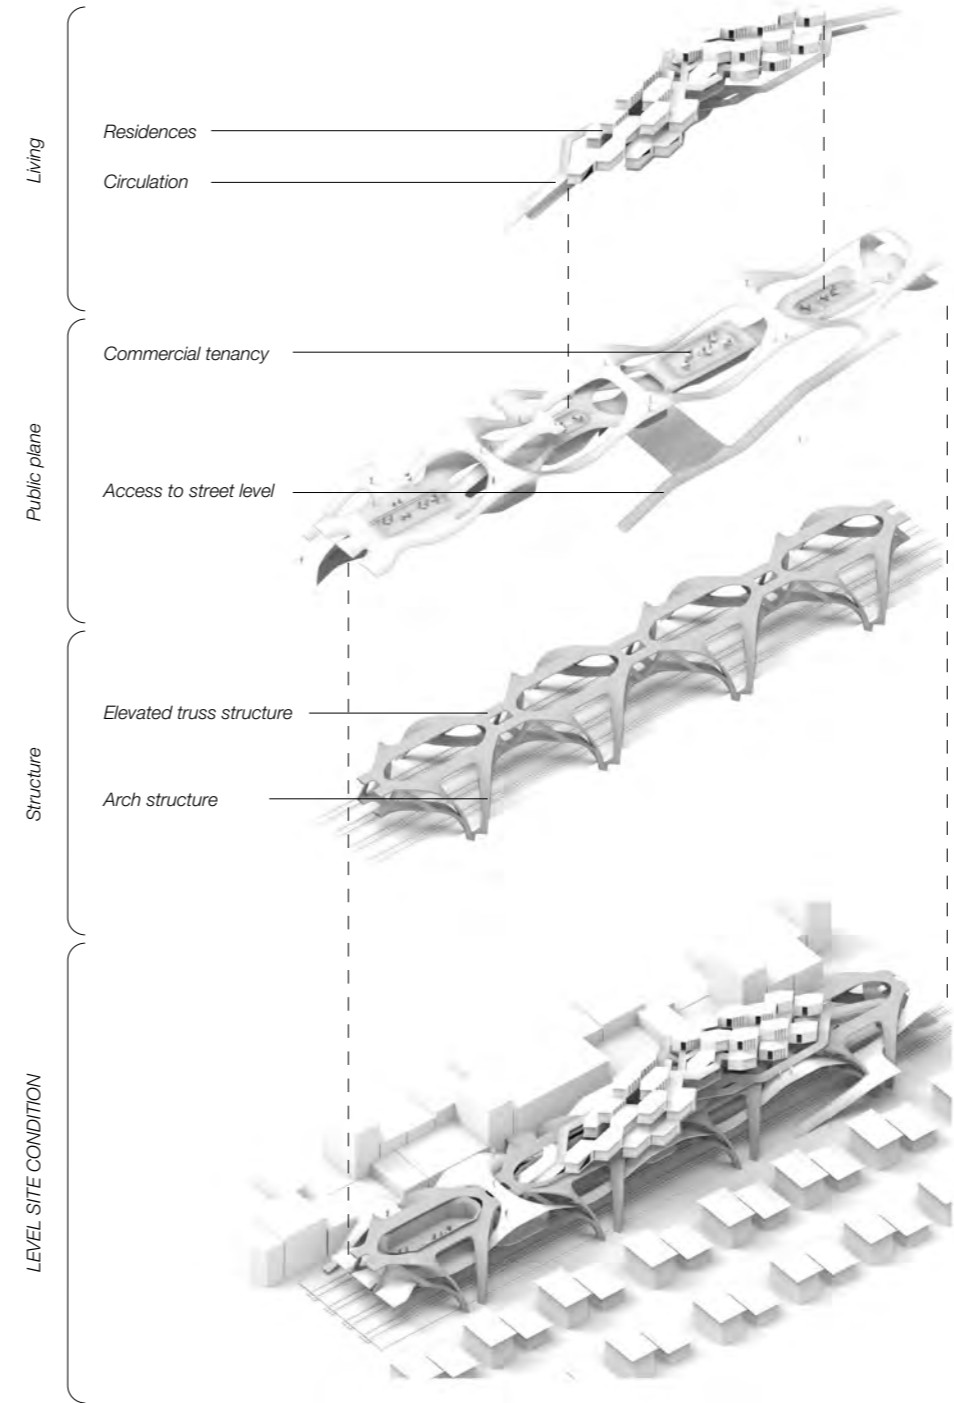 Living
Residences
Circulation
Public plane
Commercial tenancy
Access to street level
Structure
Elevated truss structure
Arch structure
LEVEL SITE CONDITION